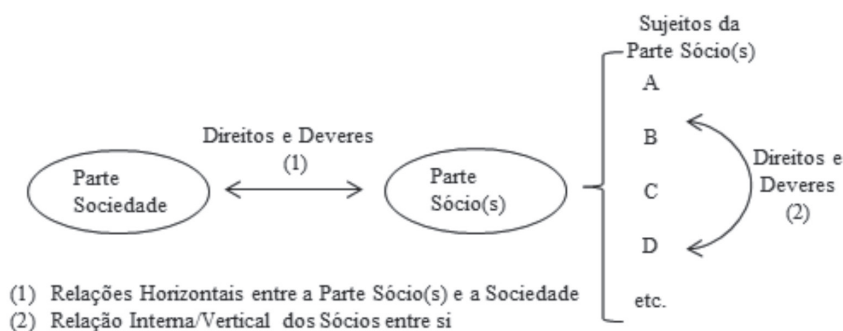 Sujeitos da
Parte Sócio(s)
A
B
C
D
etc.
Direitos e Deveres
(1)
Parte
Sociedade
Parte
Sócio(s)
Direitos e
Deveres
(2)
(1) Relações Horizontais entre a Parte Sócio(s) e a Sociedade
(2) Relação Interna/Vertical dos Sócios entre si